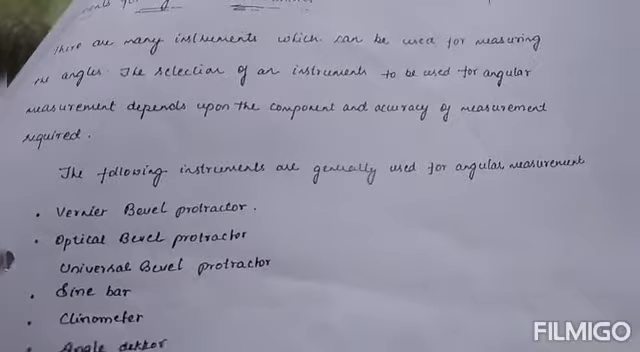 There are many instruments which can be used for measuring
the angles. The selection of an instruments to be used for angular
measurement depends upon the component and accuracy of measurement
required.
The following instruments are generally used for angular measurement
• Vernier Bevel protractor.
• Optical Bevel protractor
Universal Bevel protractor
• Sine bar
• Clinometer
• Angle dekkor
FILMIGO